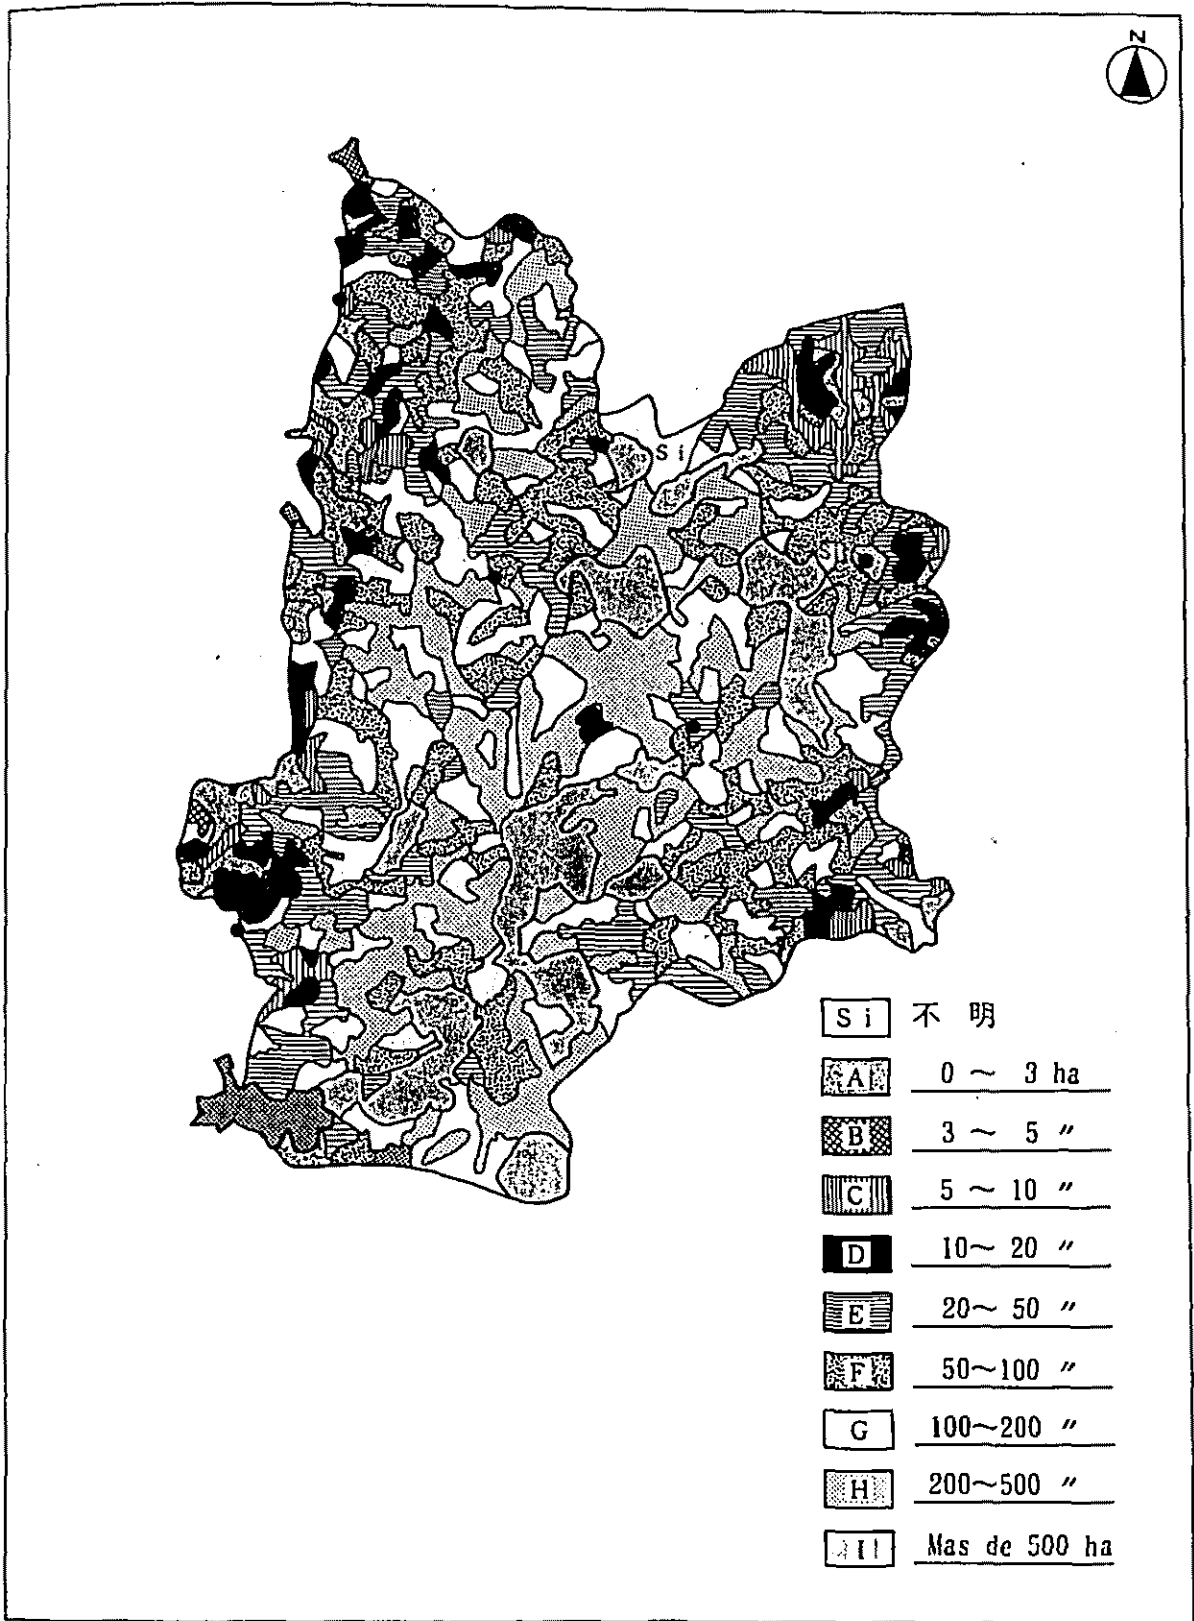 N
Si
Si
Si 不明
A 0 ～ 3 ha
B 3 ～ 5 〃
C 5 ～ 10 〃
D 10～ 20 〃
E 20～ 50 〃
F 50～100 〃
G 100～200 〃
H 200～500 〃
I Mas de 500 ha